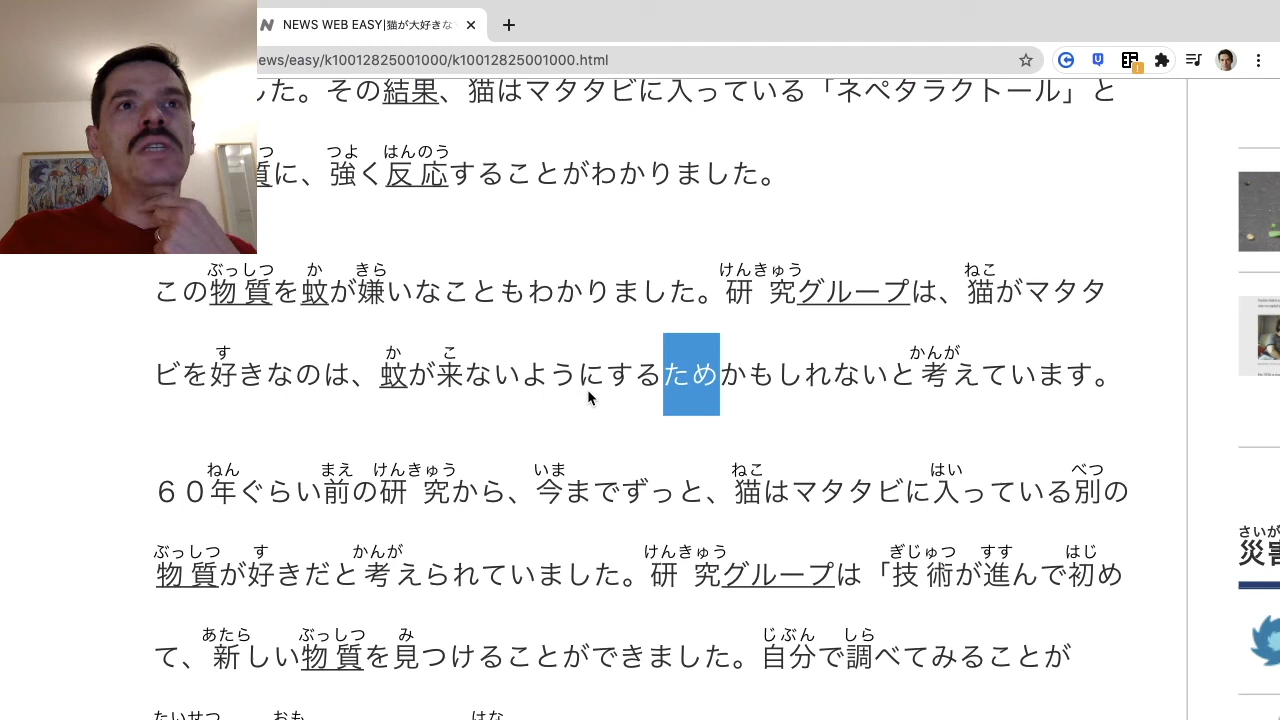 NEWS WEB EASY|猫が大好きな
ews/easy/k10012825001000/k10012825001000.html
した。その結果、猫はマタタビに入っている「ネペタラクトール」と
つ つよ はんのう
質に、強く反応することがわかりました。
ぶっしつ か きら けんきゅう ねこ
この物質を蚊が嫌いなこともわかりました。研究グループは、猫がマタタ
す か こ かんが
ビを好きなのは、蚊が来ないようにするためかもしれないと考えています。
ねん まえ けんきゅう いま ねこ はい べつ
６０年ぐらい前の研究から、今までずっと、猫はマタタビに入っている別の
ぶっしつ す かんが けんきゅう ぎじゅつ すす はじ
物質が好きだと考えられていました。研究グループは「技術が進んで初め
あたら ぶっしつ み じぶん しら
て、新しい物質を見つけることができました。自分で調べてみることが
たいせつ おも はな
さいが
災害